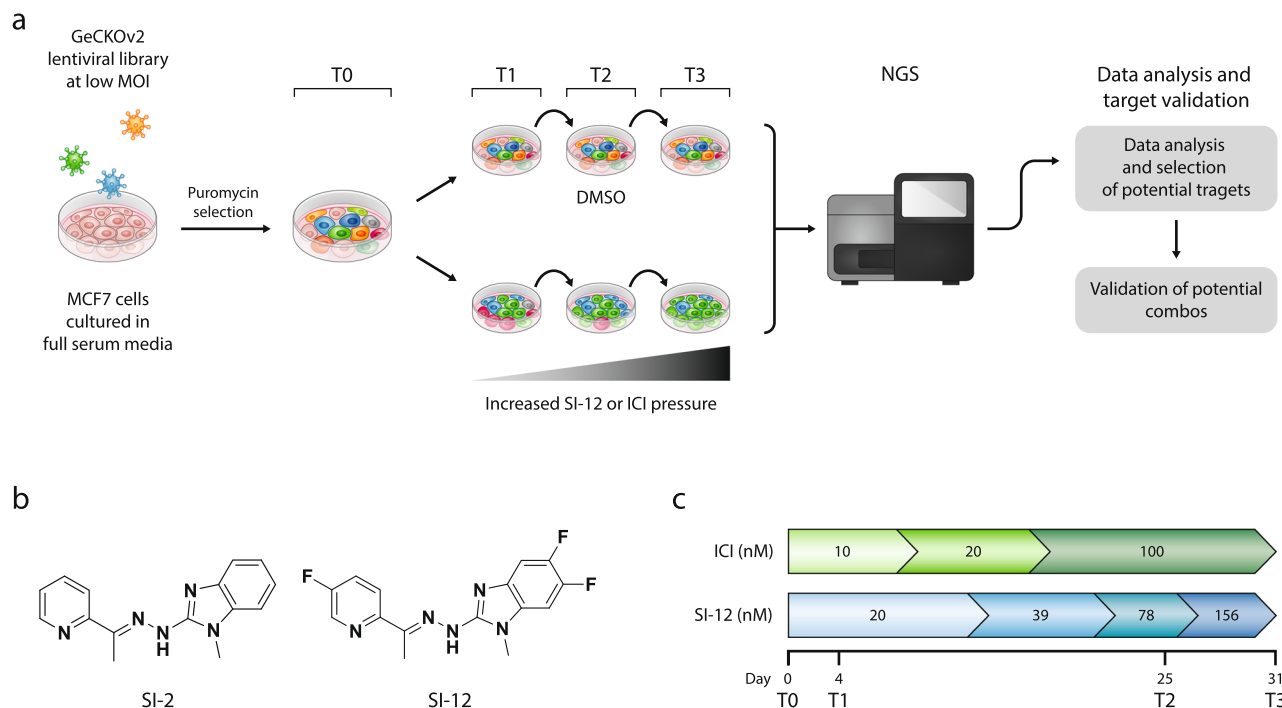 a
GeCKOv2
lentiviral library
at low MOI
Puromycin
selection
MCF7 cells
cultured in
full serum media
T0
T1
T2
T3
DMSO
Increased SI-12 or ICI pressure
NGS
Data analysis and
target validation
Data analysis
and selection
of potential tragets
Validation of potential
combos
b
N
N
N
H
N
N
SI-2
F
N
N
N
H
N
N
F
F
SI-12
c
ICI (nM)
10
20
100
SI-12 (nM)
20
39
78
156
Day
0
4
25
31
T0
T1
T2
T3